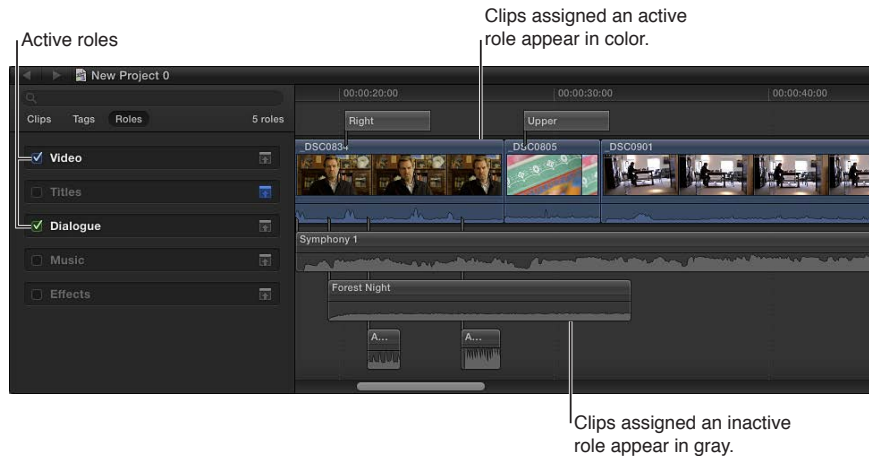 Clips assigned an active
role appear in color.
Active roles
New Project 0
Clips Tags Roles 5 roles
Video
Titles
Dialogue
Music
Effects
00:00:20:00 00:00:30:00 00:00:40:00
Right Upper
_DSC0834 _DSC0805 _DSC0901
Symphony 1
Forest Night
A... A...
Clips assigned an inactive
role appear in gray.